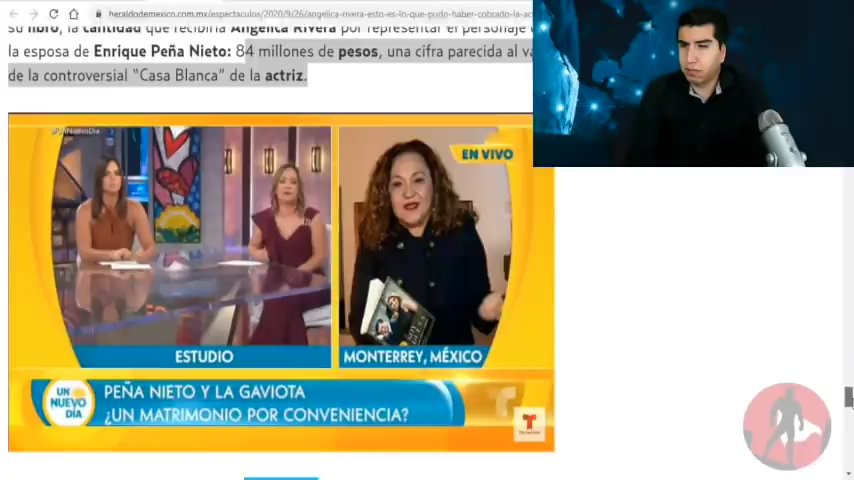 heraldodemexico.com.mx/espectaculos/2020/9/26/angelica-rivera-esto-es-lo-que-pudo-haber-cobrado-la-ac
su libro, la cantidad que recibiría Angélica Rivera por representar el personaje
la esposa de Enrique Peña Nieto: 84 millones de pesos, una cifra parecida al va
de la controversial "Casa Blanca" de la actriz.
EN VIVO
ESTUDIO
MONTERREY, MÉXICO
UN NUEVO DÍA
PEÑA NIETO Y LA GAVIOTA
¿UN MATRIMONIO POR CONVENIENCIA?